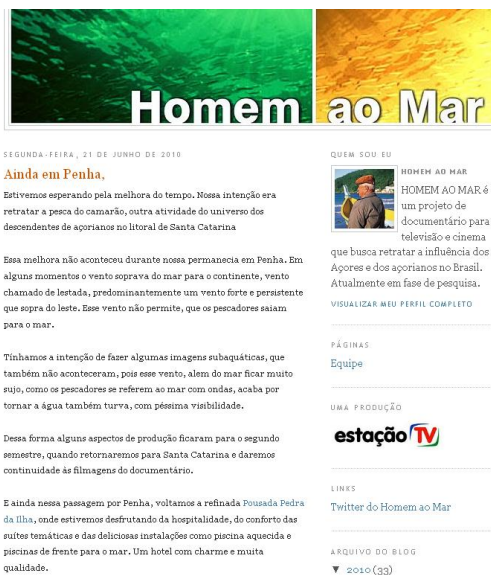 Homem ao Mar
SEGUNDA-FEIRA, 21 DE JUNHO DE 2010
Ainda em Penha,
Estivemos esperando pela melhora do tempo. Nossa intenção era
retratar a pesca do camarão, outra atividade do universo dos
descendentes de açorianos no litoral de Santa Catarina
Essa melhora não aconteceu durante nossa permanecia em Penha. Em
alguns momentos o vento soprava do mar para o continente, vento
chamado de lestada, predominantemente um vento forte e persistente
que sopra do leste. Esse vento não permite, que os pescadores saiam
para o mar.
Tínhamos a intenção de fazer algumas imagens subaquáticas, que
também não aconteceram, pois esse vento, alem do mar ficar muito
sujo, como os pescadores se referem ao mar com ondas, acaba por
tornar a água também turva, com péssima visibilidade.
Dessa forma alguns aspectos de produção ficaram para o segundo
semestre, quando retornaremos para Santa Catarina e daremos
continuidade às filmagens do documentário.
E ainda nessa passagem por Penha, voltamos a refinada Pousada Pedra
da Ilha, onde estivemos desfrutando da hospitalidade, do conforto das
suítes temáticas e das deliciosas instalações como piscina aquecida e
piscinas de frente para o mar. Um hotel com charme e muita
qualidade.
QUEM SOU EU
HOMEM AO MAR
HOMEM AO MAR é
um projeto de
documentário para
televisão e cinema
que busca retratar a influência dos
Açores e dos açorianos no Brasil.
Atualmente em fase de pesquisa.
VISUALIZAR MEU PERFIL COMPLETO
PÁGINAS
Equipe
UMA PRODUÇÃO
estação TV
LINKS
Twitter do Homem ao Mar
ARQUIVO DO BLOG
▼ 2010 (33)